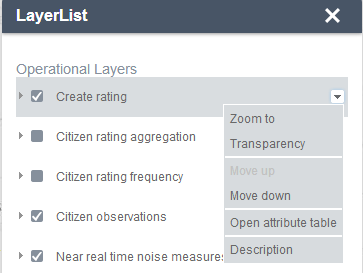 LayerList
Operational Layers
Create rating
Zoom to
Transparency
Citizen rating aggregation
Move up
Citizen rating frequency
Move down
Citizen observations
Open attribute table
Description
Near real time noise measures